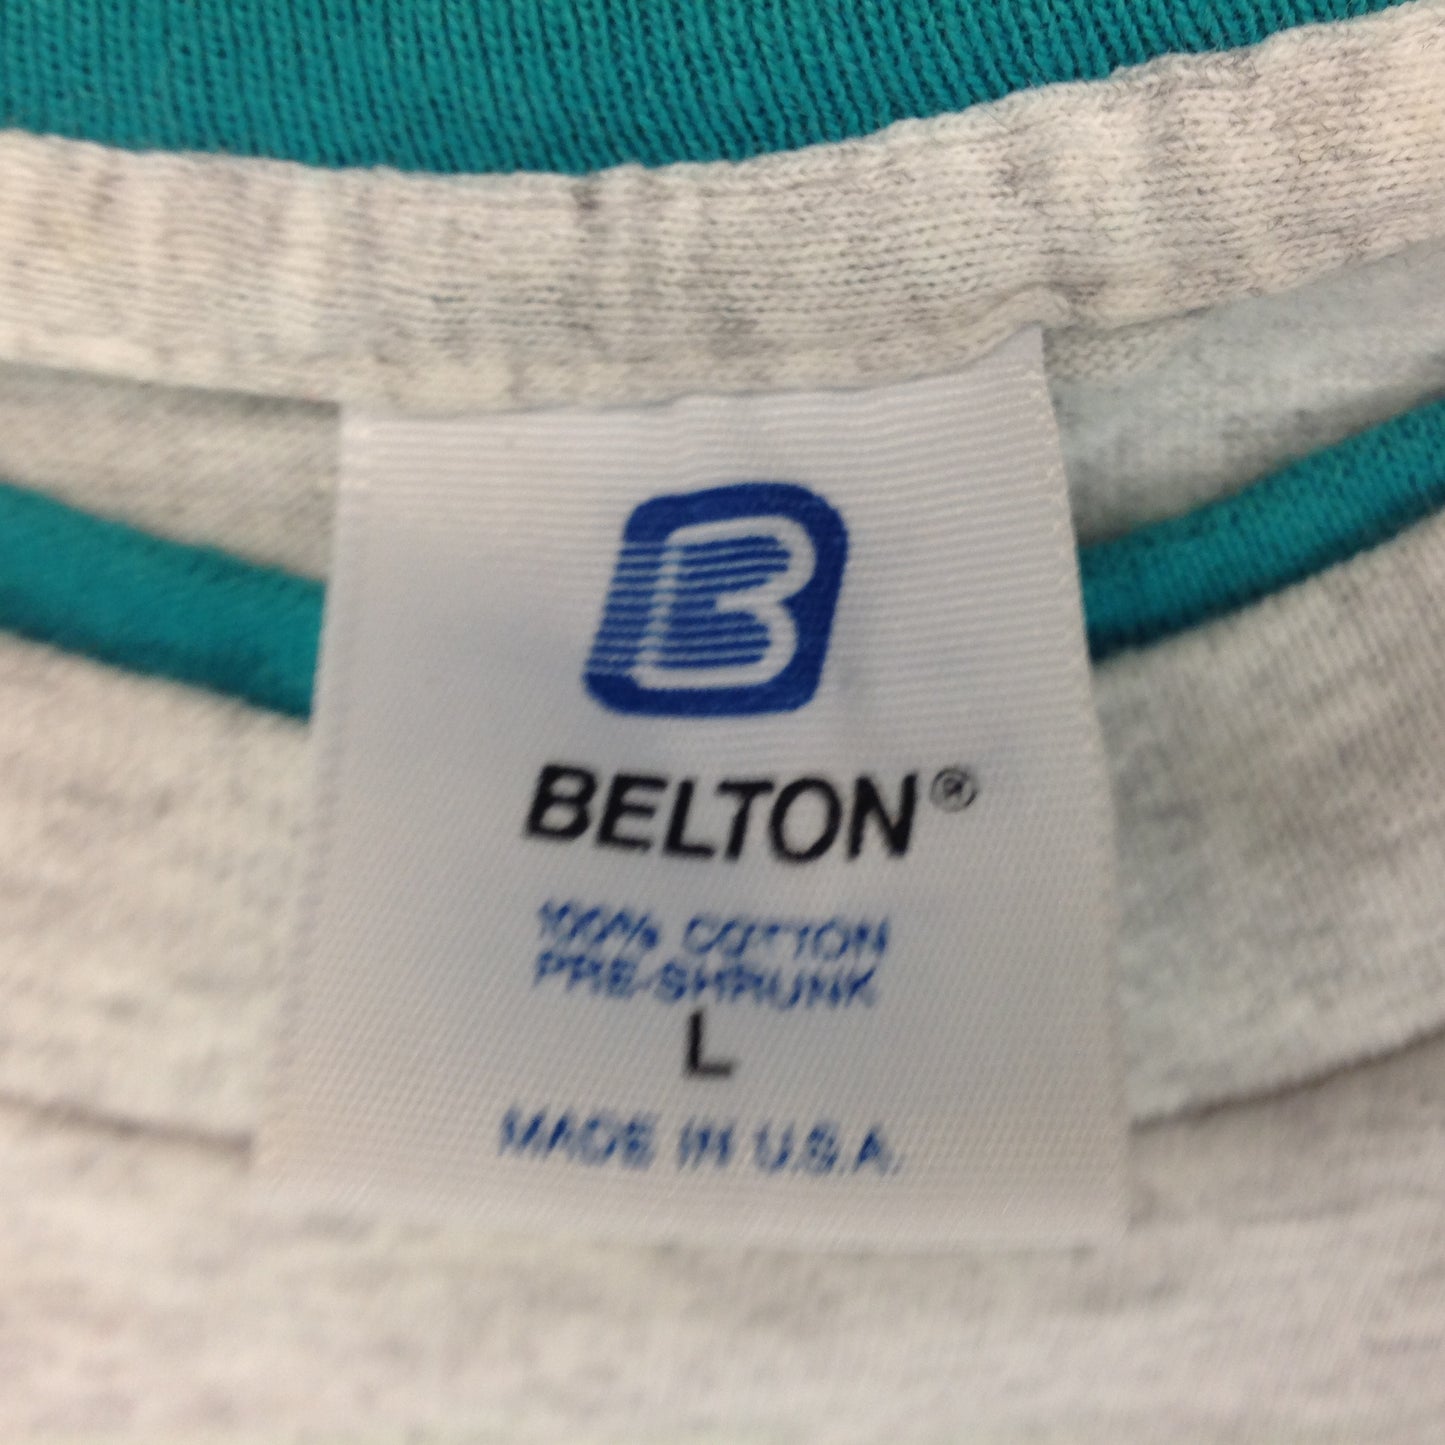 B
BELTON®
100% COTTON
PRE-SHRUNK
L
MADE IN U.S.A.